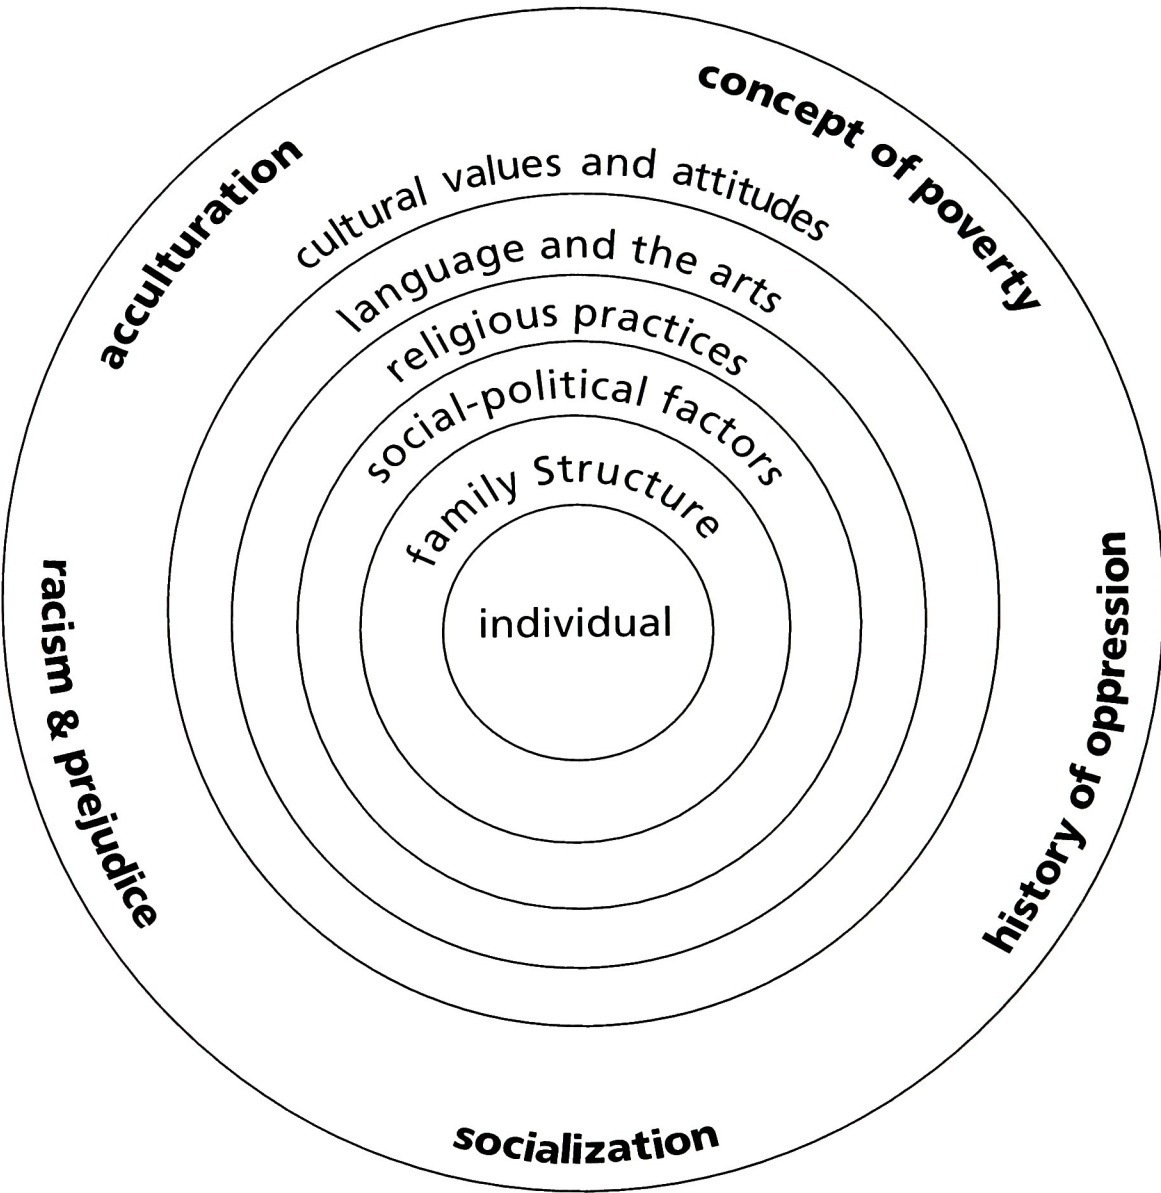 concept of poverty
acculturation
cultural values and attitudes
language and the arts
religious practices
social-political factors
family Structure
individual
racism & prejudice
history of oppression
socialization